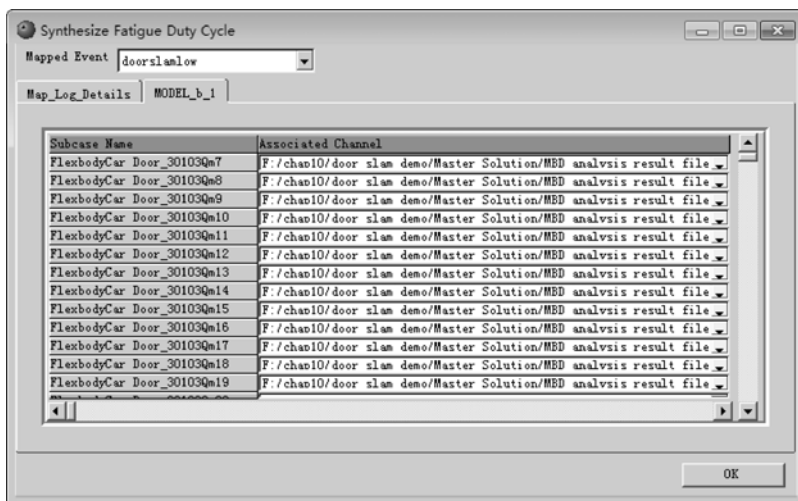 Synthesize Fatigue Duty Cycle
Mapped Event doorslamlow
Map_Log_Details MODEL_b_1
Subcase Name Associated Channel
FlexbodyCar Door_30103Qm7 F:/chap10/door slam demo/Master Solution/MBD analysis result file
FlexbodyCar Door_30103Qm8 F:/chap10/door slam demo/Master Solution/MBD analysis result file
FlexbodyCar Door_30103Qm9 F:/chap10/door slam demo/Master Solution/MBD analysis result file
FlexbodyCar Door_30103Qm10 F:/chap10/door slam demo/Master Solution/MBD analysis result file
FlexbodyCar Door_30103Qm11 F:/chap10/door slam demo/Master Solution/MBD analysis result file
FlexbodyCar Door_30103Qm12 F:/chap10/door slam demo/Master Solution/MBD analysis result file
FlexbodyCar Door_30103Qm13 F:/chap10/door slam demo/Master Solution/MBD analysis result file
FlexbodyCar Door_30103Qm14 F:/chap10/door slam demo/Master Solution/MBD analysis result file
FlexbodyCar Door_30103Qm15 F:/chap10/door slam demo/Master Solution/MBD analysis result file
FlexbodyCar Door_30103Qm16 F:/chap10/door slam demo/Master Solution/MBD analysis result file
FlexbodyCar Door_30103Qm17 F:/chap10/door slam demo/Master Solution/MBD analysis result file
FlexbodyCar Door_30103Qm18 F:/chap10/door slam demo/Master Solution/MBD analysis result file
FlexbodyCar Door_30103Qm19 F:/chap10/door slam demo/Master Solution/MBD analysis result file
OK